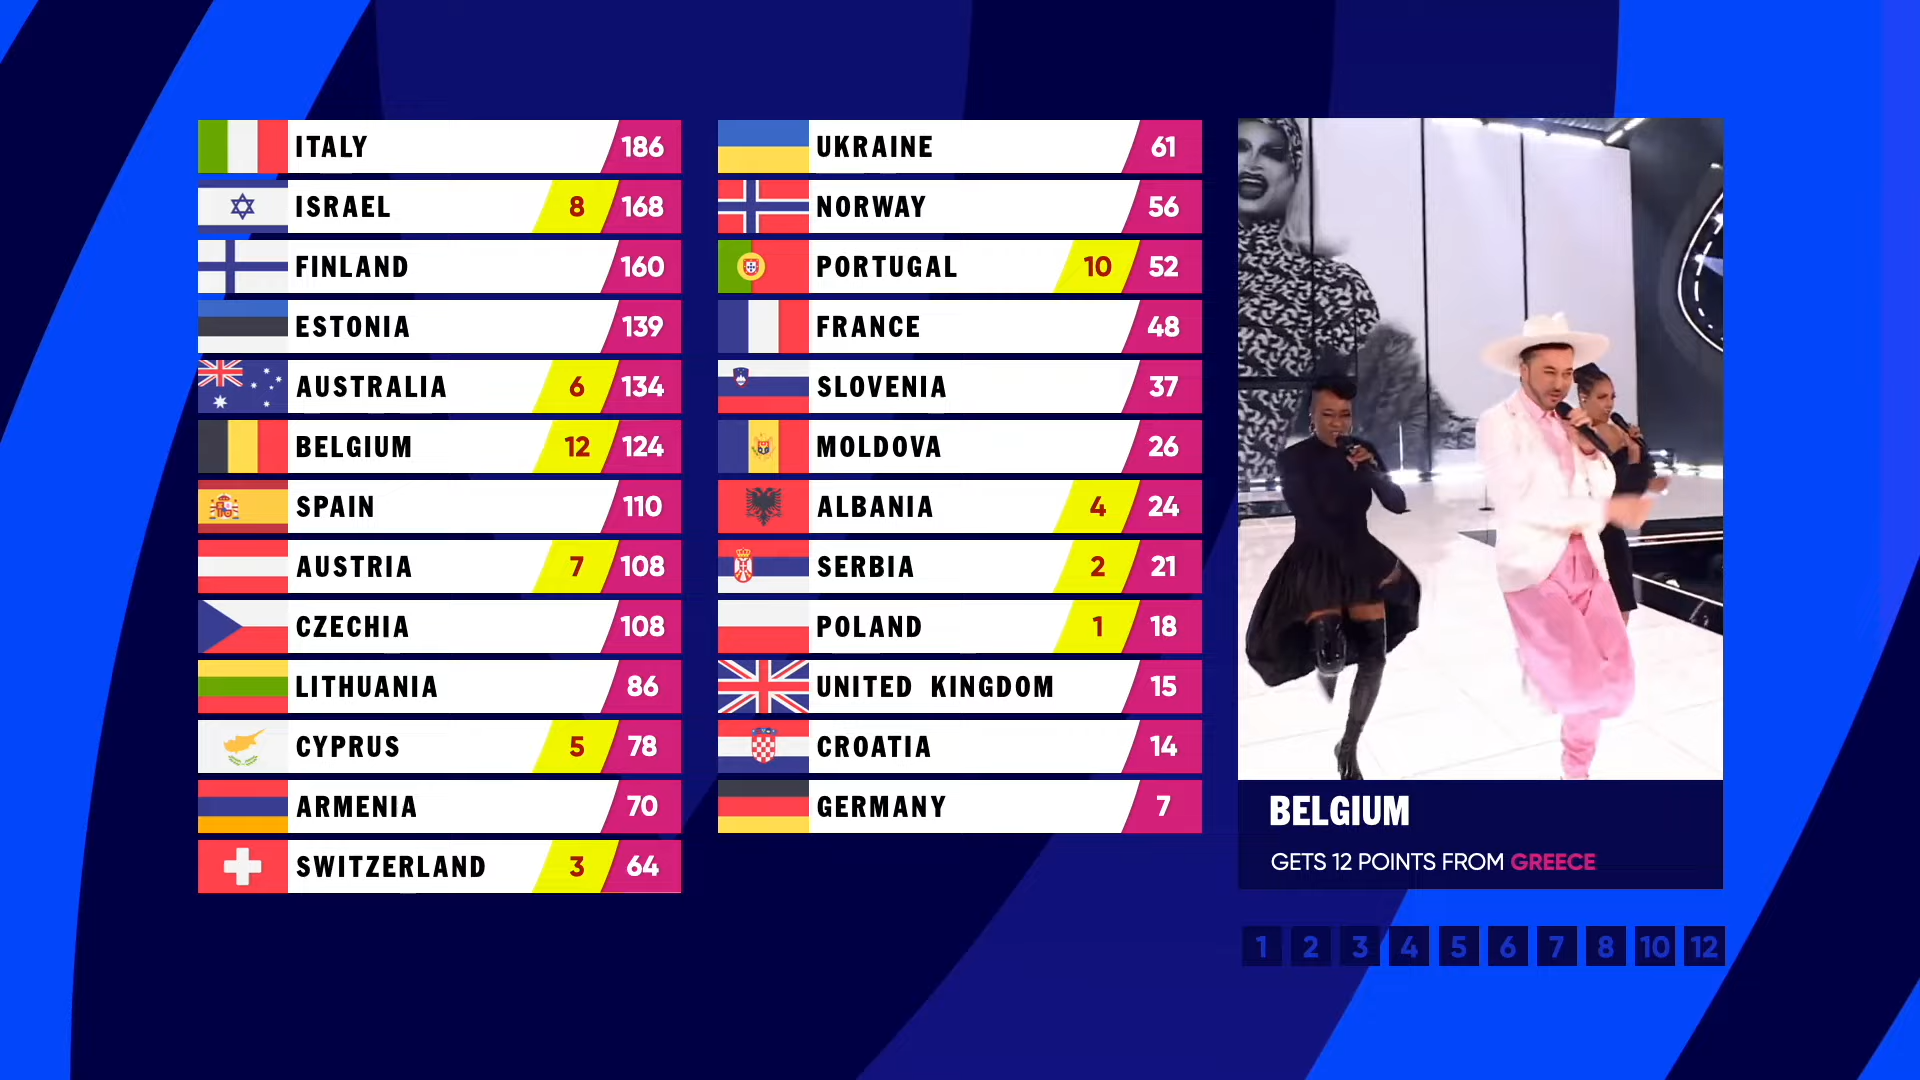 ITALY 186
ISRAEL 8 168
FINLAND 160
ESTONIA 139
AUSTRALIA 6 134
BELGIUM 12 124
SPAIN 110
AUSTRIA 7 108
CZECHIA 108
LITHUANIA 86
CYPRUS 5 78
ARMENIA 70
SWITZERLAND 3 64
UKRAINE 61
NORWAY 56
PORTUGAL 10 52
FRANCE 48
SLOVENIA 37
MOLDOVA 26
ALBANIA 4 24
SERBIA 2 21
POLAND 1 18
UNITED KINGDOM 15
CROATIA 14
GERMANY 7
BELGIUM
GETS 12 POINTS FROM GREECE
1 2 3 4 5 6 7 8 10 12